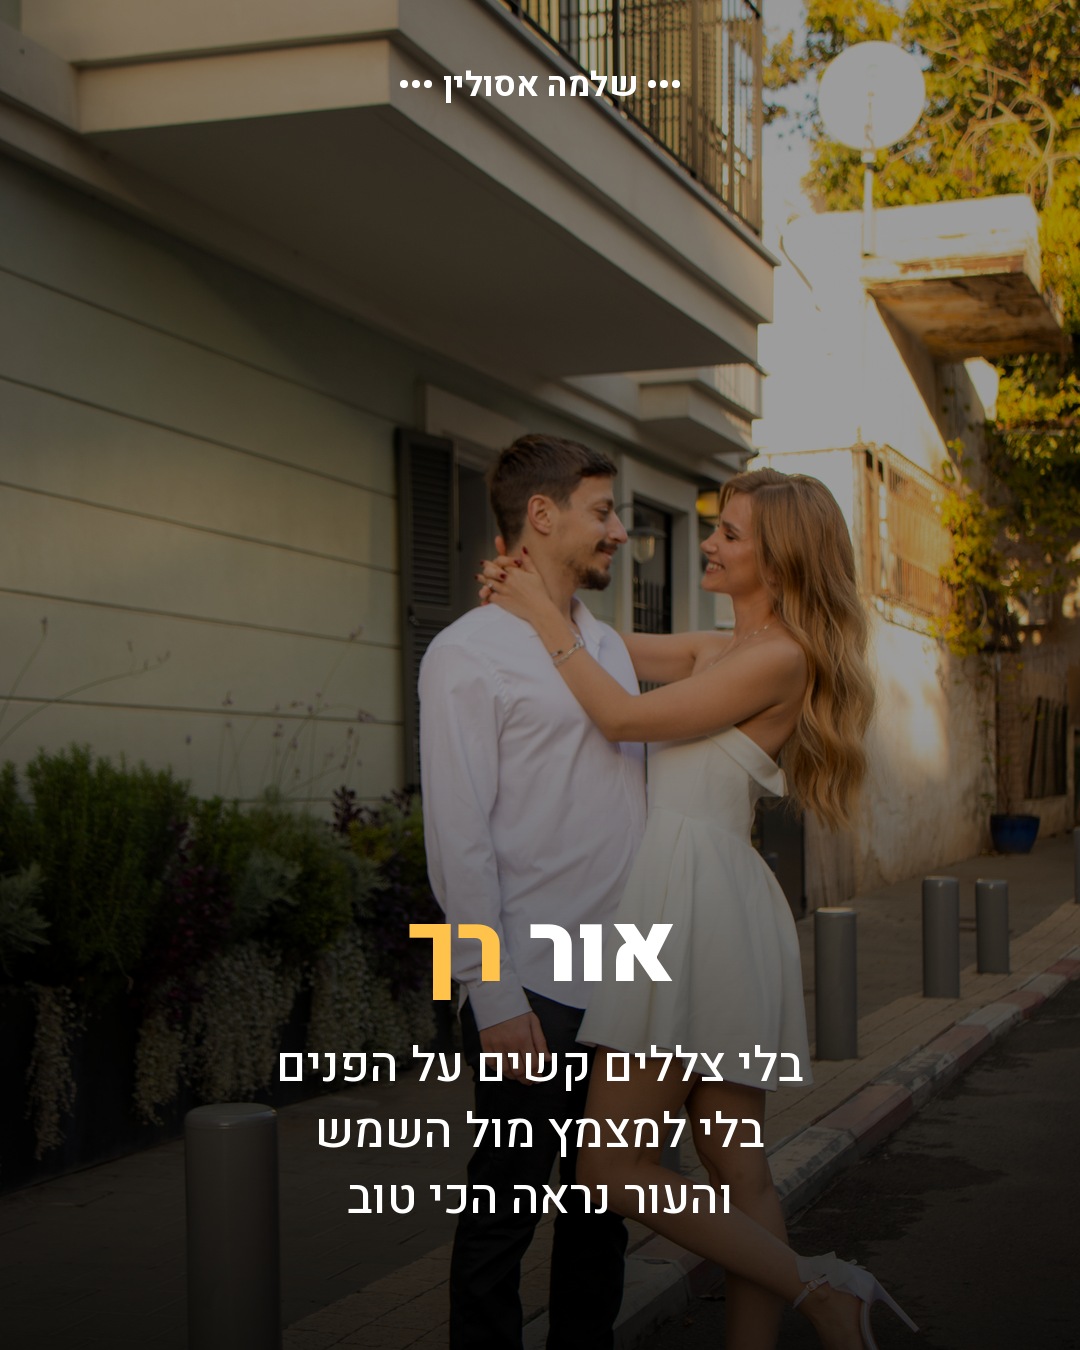 ••• שלמה אסולין •••
אור רך
בלי צללים קשים על הפנים
בלי למצמץ מול השמש
והעור נראה הכי טוב